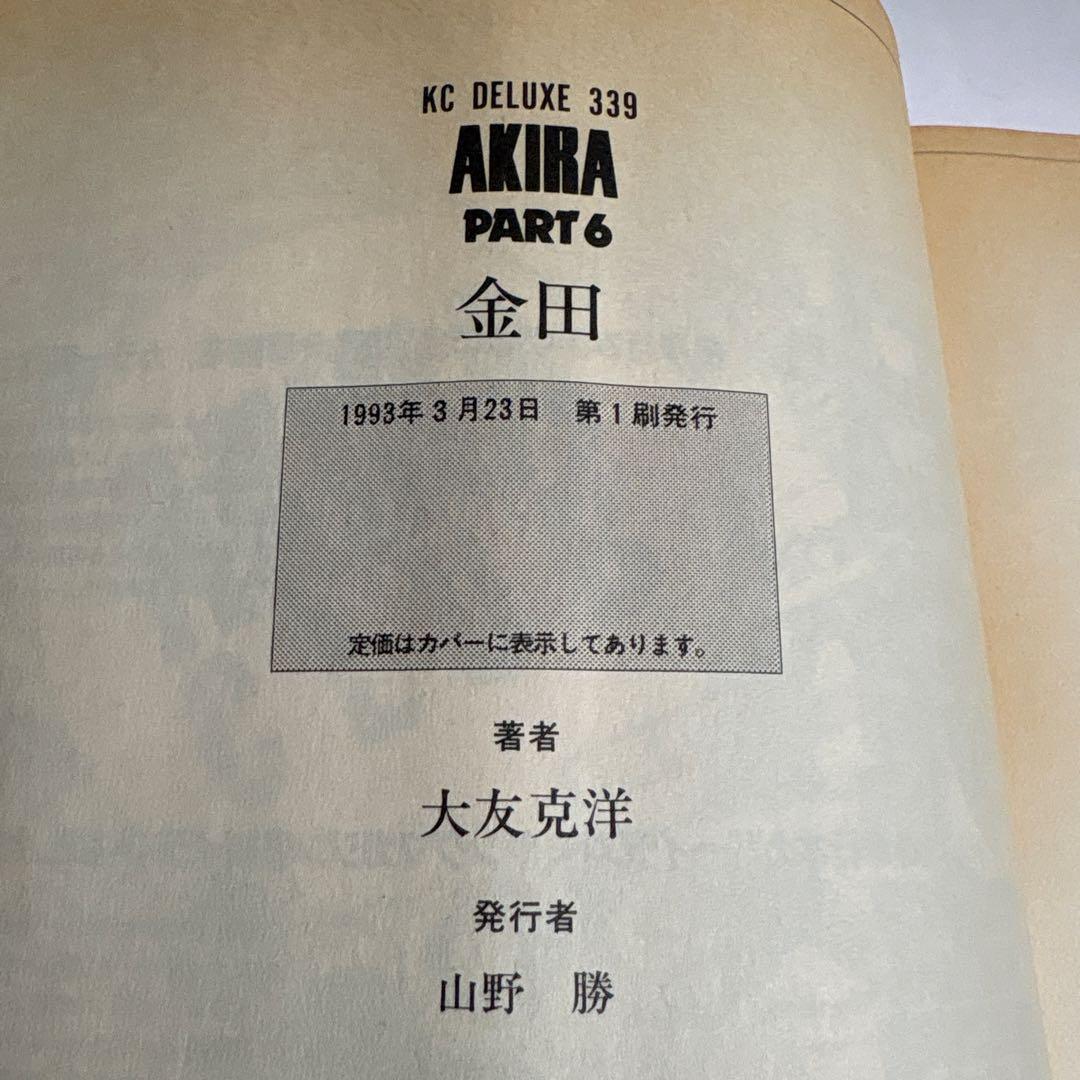 KC DELUXE 339
AKIRA
PART6
金田
1993年3月23日　第1刷発行
定価はカバーに表示してあります。
著者
大友克洋
発行者
山野　勝